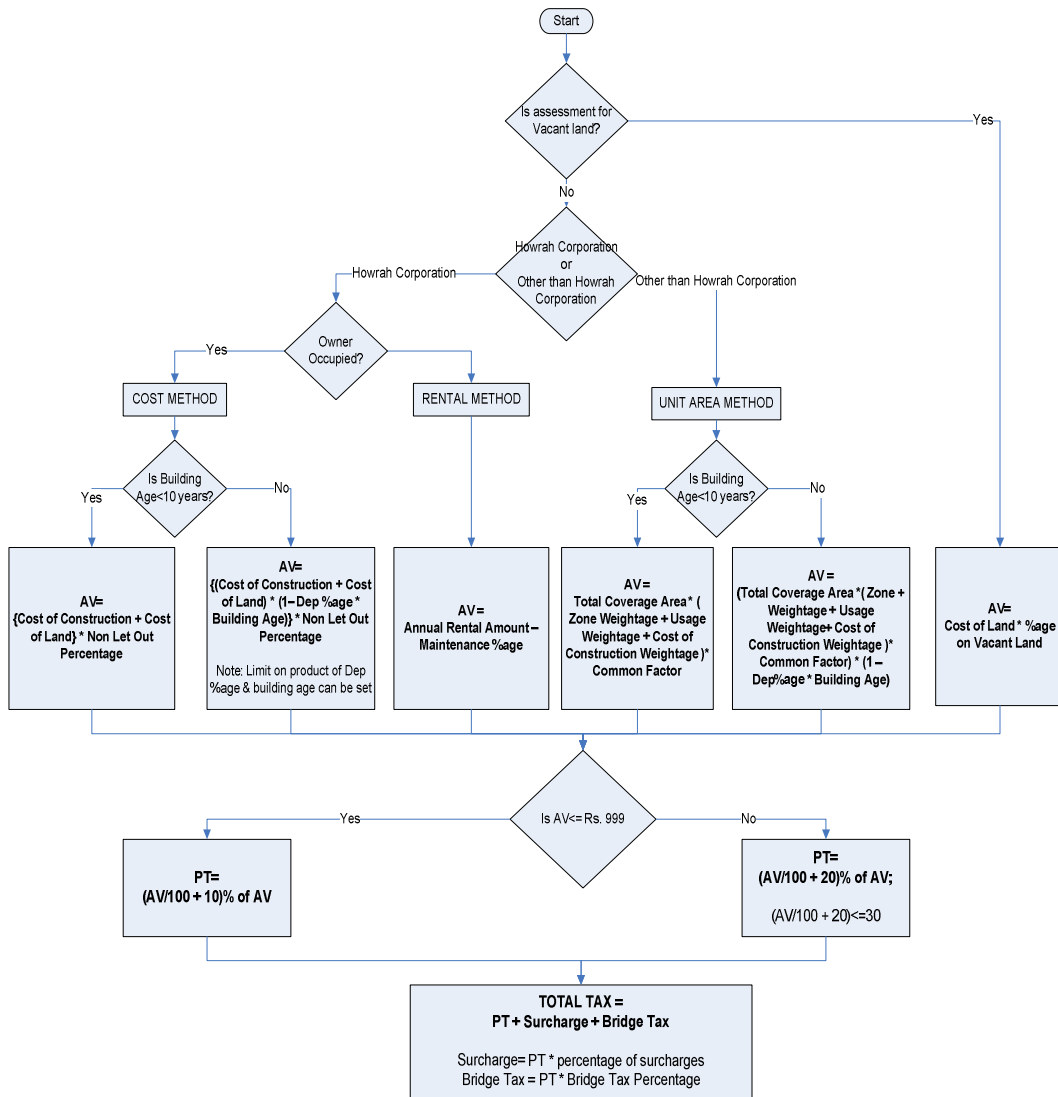 Start
Is assessment for
Vacant land?
Yes
No
Howrah Corporation
or
Other than Howrah
Corporation
Howrah Corporation
Other than Howrah Corporation
Owner
Occupied?
Yes
COST METHOD
RENTAL METHOD
UNIT AREA METHOD
Is Building
Age<10 years?
Yes
No
Is Building
Age<10 years?
Yes
No
AV=
{Cost of Construction + Cost
of Land} * Non Let Out
Percentage
AV=
{(Cost of Construction + Cost
of Land) * (1–Dep %age *
Building Age)} * Non Let Out
Percentage
Note: Limit on product of Dep
%age & building age can be set
AV =
Annual Rental Amount–
Maintenance %age
AV =
Total Coverage Area* (
Zone Weightage + Usage
Weightage + Cost of
Construction Weightage )*
Common Factor
AV =
(Total Coverage Area *( Zone +
Weightage + Usage
Weightage+ Cost of
Construction Weightage )*
Common Factor) * (1 –
Dep%age * Building Age)
AV=
Cost of Land * %age
on Vacant Land
Is AV<= Rs. 999
Yes
No
PT=
(AV/100 + 10)% of AV
PT=
(AV/100 + 20)% of AV;
(AV/100 + 20)<=30
TOTAL TAX =
PT + Surcharge + Bridge Tax
Surcharge= PT * percentage of surcharges
Bridge Tax = PT * Bridge Tax Percentage